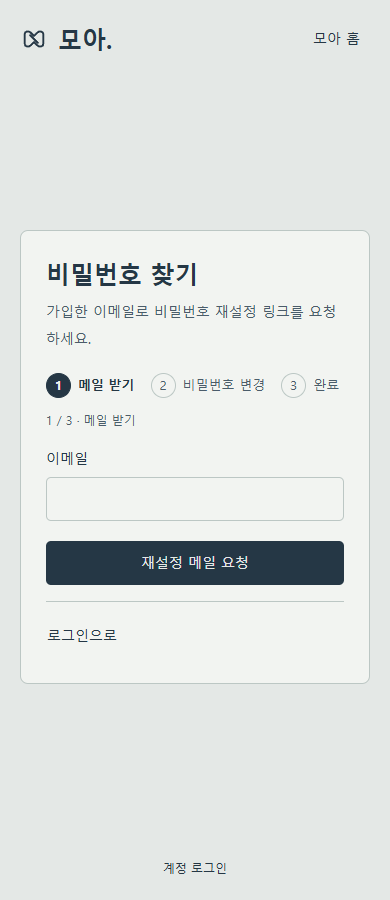 모아.
모아 홈
비밀번호 찾기
가입한 이메일로 비밀번호 재설정 링크를 요청
하세요.
1 메일 받기 2 비밀번호 변경 3 완료
1 / 3 · 메일 받기
이메일
재설정 메일 요청
로그인으로
계정 로그인